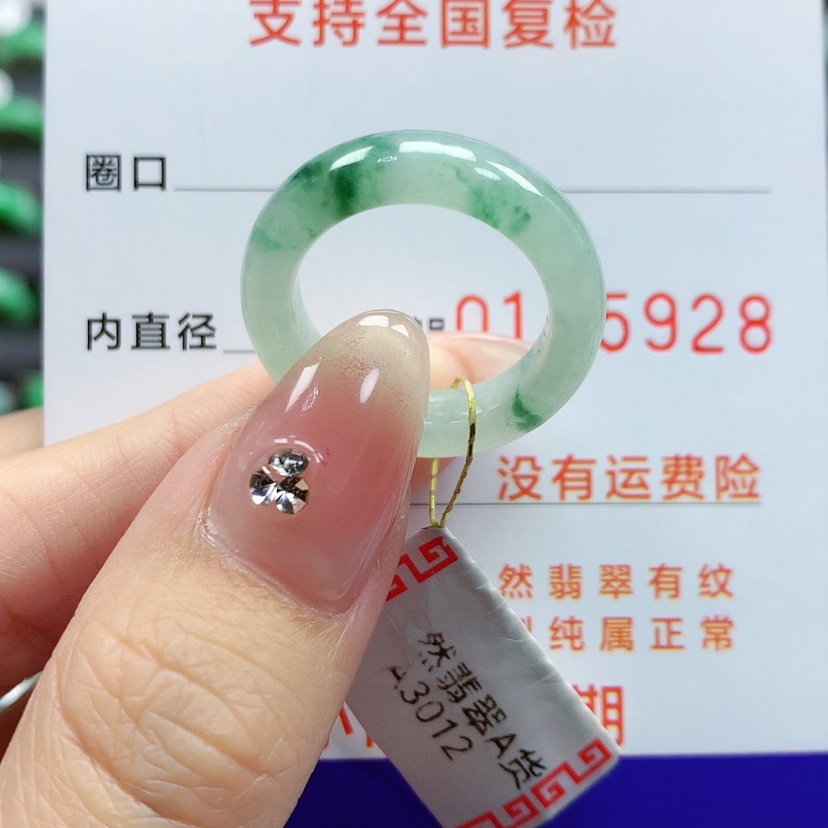 支持全国复检
圈口
内直径
01 5928
没有运费险
然翡翠有纹
纯属正常
期
然翡翠A货
A.3012